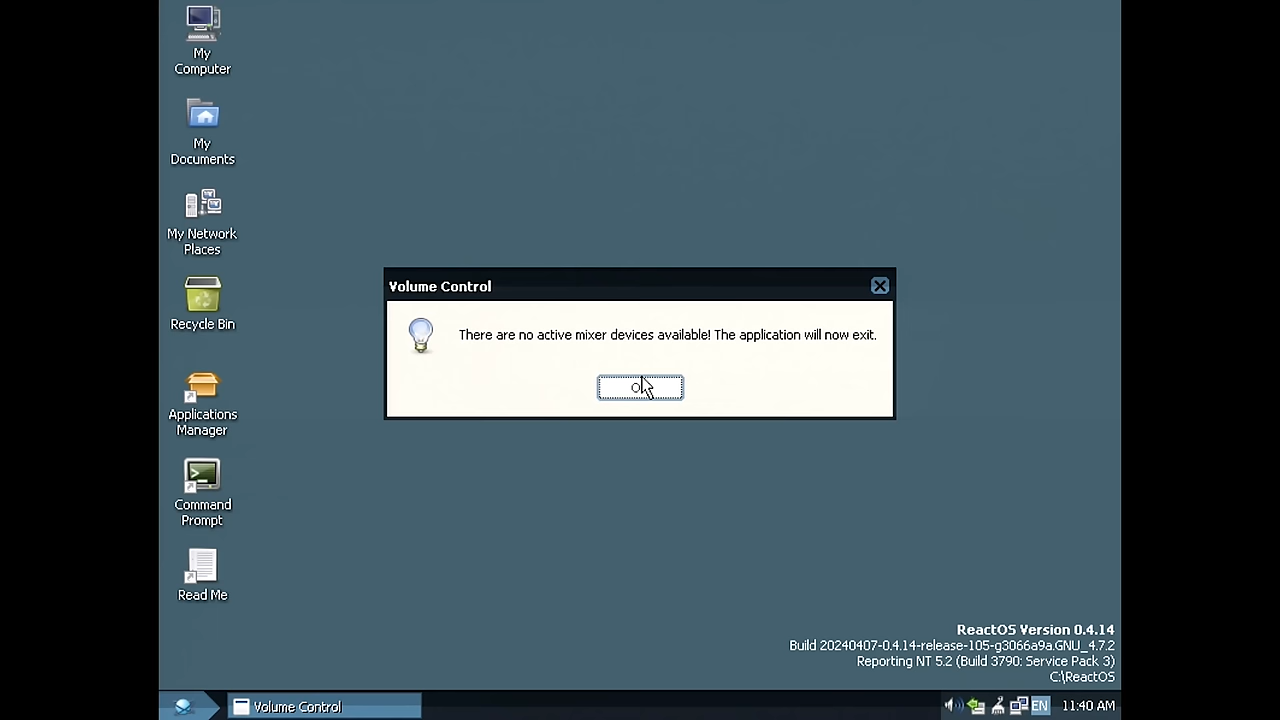 My
Computer
My
Documents
My Network
Places
Recycle Bin
Applications
Manager
Command
Prompt
Read Me
Volume Control
There are no active mixer devices available! The application will now exit.
ReactOS Version 0.4.14
Build 20240407-0.4.14-release-105-g3066a9a.GNU_4.7.2
Reporting NT 5.2 (Build 3790: Service Pack 3)
C:\ReactOS
Volume Control
EN
11:40 AM